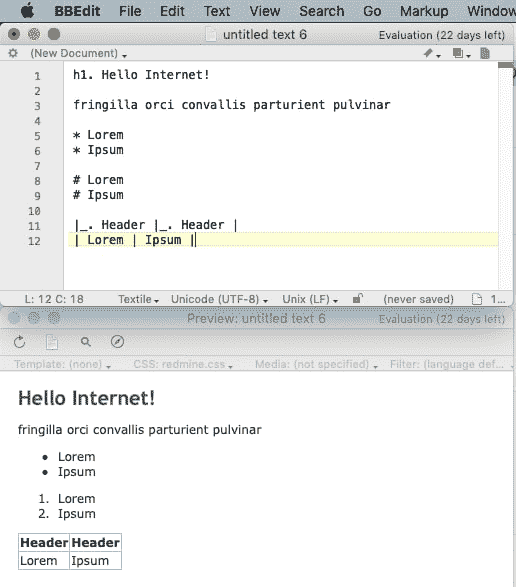 BBEdit File Edit Text View Search Go Markup Window
untitled text 6 Evaluation (22 days left)
(New Document)
1 h1. Hello Internet!
2
3 fringilla orci convallis parturient pulvinar
4
5 * Lorem
6 * Ipsum
7
8 # Lorem
9 # Ipsum
10
11 |_. Header |_. Header |
12 | Lorem | Ipsum |
L: 12 C: 18 Textile Unicode (UTF-8) Unix (LF) (never saved) 1...
Preview: untitled text 6 Evaluation (22 days left)
Template: (none) CSS: redmine.css Media: (not specified) Filter: (language def...
Hello Internet!
fringilla orci convallis parturient pulvinar
• Lorem
• Ipsum
1. Lorem
2. Ipsum
Header Header
Lorem Ipsum